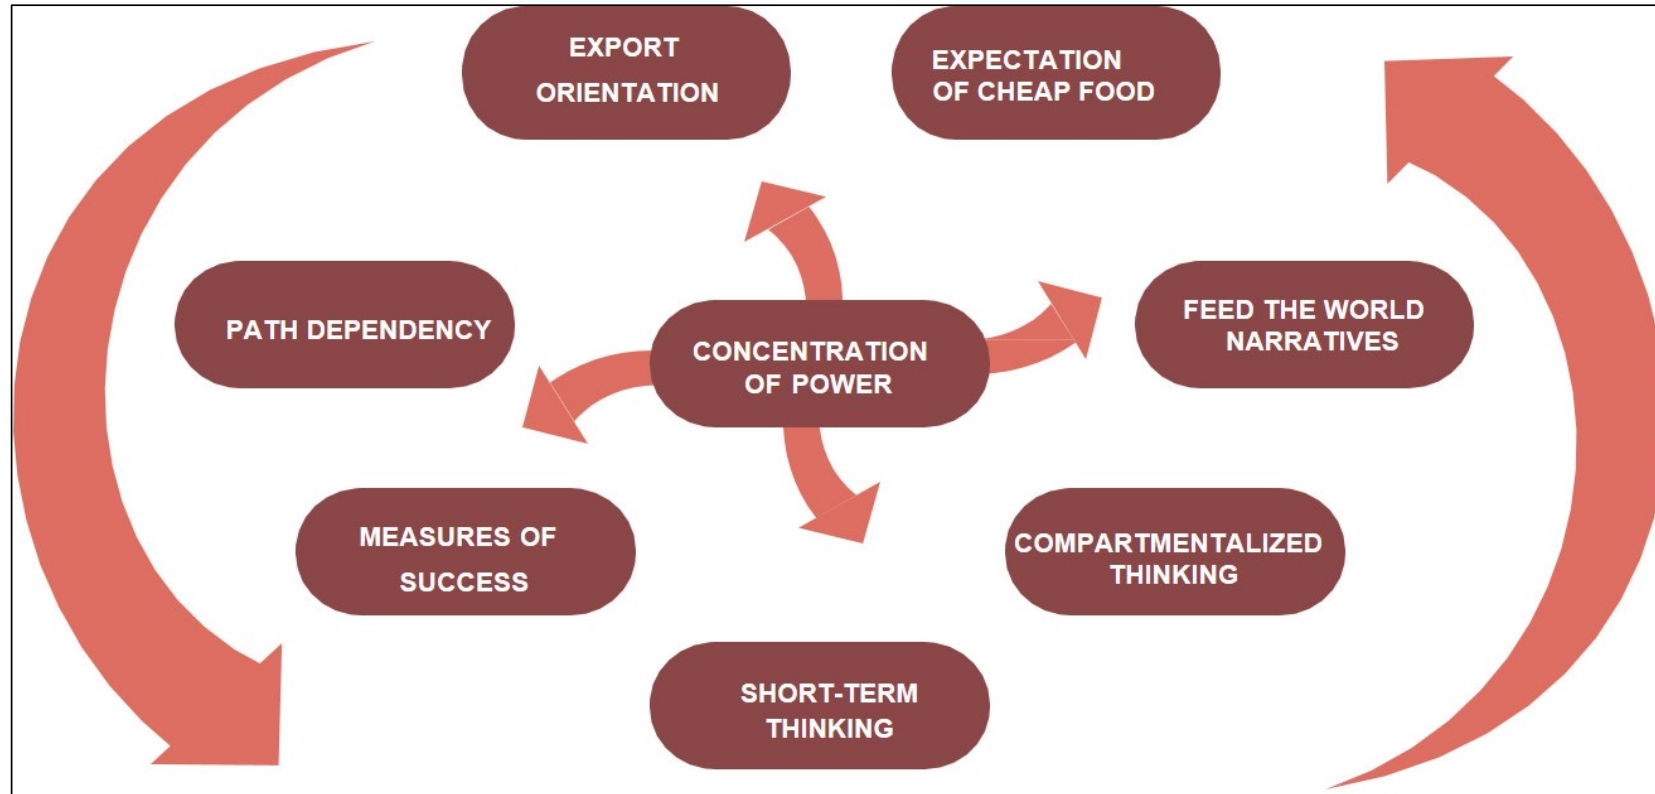 EXPORT
ORIENTATION
EXPECTATION
OF CHEAP FOOD
PATH DEPENDENCY
CONCENTRATION
OF POWER
FEED THE WORLD
NARRATIVES
MEASURES OF
SUCCESS
COMPARTMENTALIZED
THINKING
SHORT-TERM
THINKING